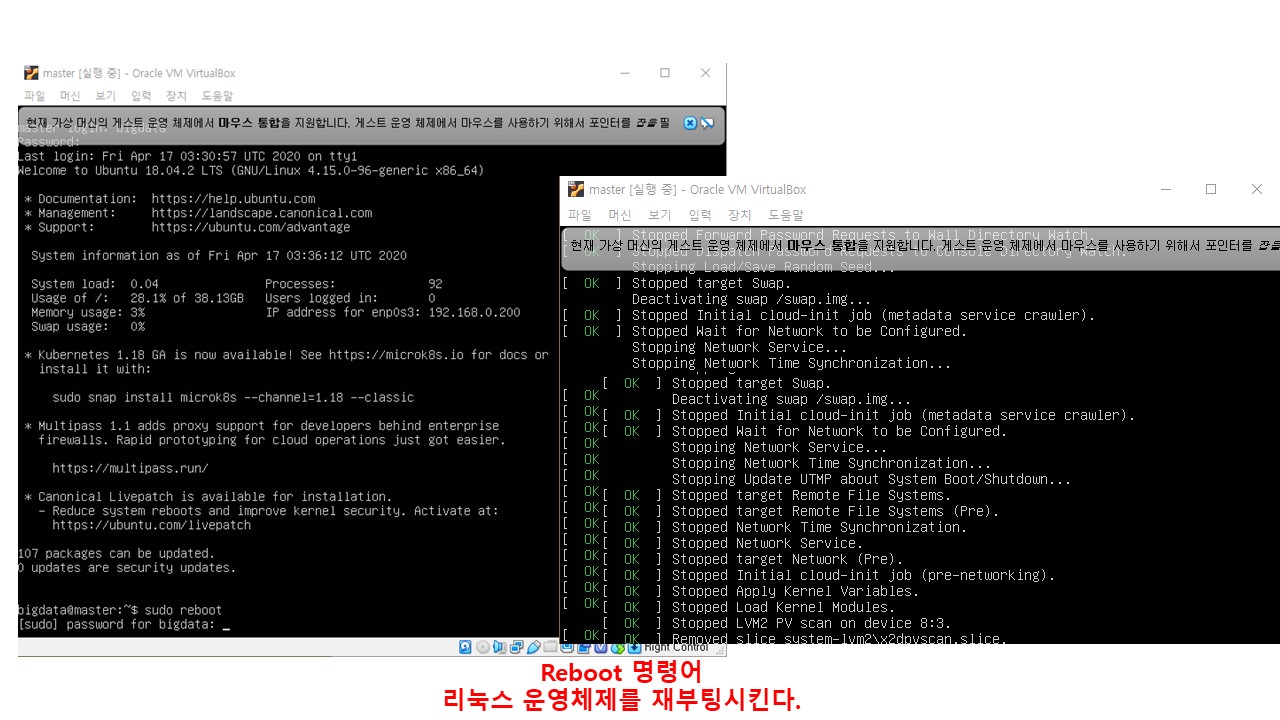 master [실행 중] - Oracle VM VirtualBox
파일 머신 보기 입력 장치 도움말
현재 가상 머신의 게스트 운영 체제에서 마우스 통합을 지원합니다. 게스트 운영 체제에서 마우스를 사용하기 위해서 포인터를 잡을 필
master login: bigdata
Password:
Last login: Fri Apr 17 03:30:57 UTC 2020 on tty1
Welcome to Ubuntu 18.04.2 LTS (GNU/Linux 4.15.0-96-generic x86_64)
* Documentation: https://help.ubuntu.com
* Management: https://landscape.canonical.com
* Support: https://ubuntu.com/advantage
System information as of Fri Apr 17 03:36:12 UTC 2020
System load: 0.04 Processes: 92
Usage of /: 28.1% of 38.13GB Users logged in: 0
Memory usage: 3% IP address for enp0s3: 192.168.0.200
Swap usage: 0%
* Kubernetes 1.18 GA is now available! See https://microk8s.io for docs or
install it with:
sudo snap install microk8s --channel=1.18 --classic
* Multipass 1.1 adds proxy support for developers behind enterprise
firewalls. Rapid prototyping for cloud operations just got easier.
https://multipass.run/
* Canonical Livepatch is available for installation.
- Reduce system reboots and improve kernel security. Activate at:
https://ubuntu.com/livepatch
107 packages can be updated.
0 updates are security updates.
bigdata@master:~$ sudo reboot
[sudo] password for bigdata: _
Right Control
master [실행 중] - Oracle VM VirtualBox
파일 머신 보기 입력 장치 도움말
[ OK ] Stopped Forward Password Requests to Wall Directory Watch.
현재 가상 머신의 게스트 운영 체제에서 마우스 통합을 지원합니다. 게스트 운영 체제에서 마우스를 사용하기 위해서 포인터를 잡을
[ OK ] Stopped Dispatch Password Requests to Console Directory Watch.
Stopping Load/Save Random Seed...
[ OK ] Stopped target Swap.
Deactivating swap /swap.img...
[ OK ] Stopped Initial cloud-init job (metadata service crawler).
[ OK ] Stopped Wait for Network to be Configured.
Stopping Network Service...
Stopping Network Time Synchronization...
[ OK ] Stopped target Swap.
[ OK Deactivating swap /swap.img...
[ OK [ OK ] Stopped Initial cloud-init job (metadata service crawler).
[ OK [ OK ] Stopped Wait for Network to be Configured.
[ OK Stopping Network Service...
[ OK Stopping Network Time Synchronization...
[ OK Stopping Update UTMP about System Boot/Shutdown...
[ OK [ OK ] Stopped target Remote File Systems.
[ OK [ OK ] Stopped target Remote File Systems (Pre).
[ OK [ OK ] Stopped Network Time Synchronization.
[ OK [ OK ] Stopped Network Service.
[ OK [ OK ] Stopped target Network (Pre).
[ OK [ OK ] Stopped Initial cloud-init job (pre-networking).
[ OK [ OK ] Stopped Apply Kernel Variables.
[ OK [ OK ] Stopped Load Kernel Modules.
[ OK ] Stopped LVM2 PV scan on device 8:3.
[ OK [ OK ] Removed slice system-lvm2\x2dpvscan.slice.
Reboot 명령어
리눅스 운영체제를 재부팅시킨다.